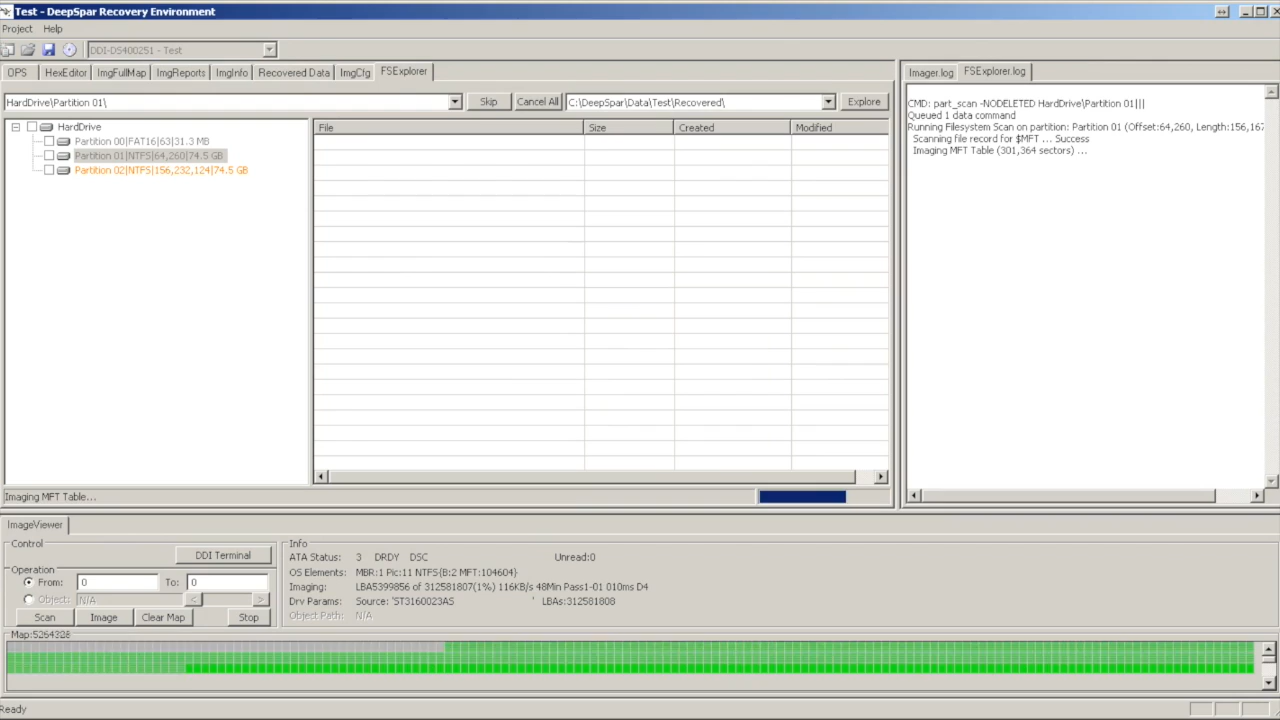 Test - DeepSpar Recovery Environment
Project Help
DDI-DS400251 - Test
OPS HexEditor ImgFullMap ImgReports ImgInfo Recovered Data ImgCfg FSExplorer
HardDrive\Partition 01\ Skip Cancel All C:\DeepSpar\Data\Test\Recovered\ Explore
HardDrive
Partition 00|FAT16|63|31.3 MB
Partition 01|NTFS|64,260|74.5 GB
Partition 02|NTFS|156,232,124|74.5 GB
File Size Created Modified
Imaging MFT Table...
Imager.log FSExplorer.log
CMD: part_scan -NODELETED HardDrive\Partition 01|||
Queued 1 data command
Running Filesystem Scan on partition: Partition 01 (Offset:64,260, Length:156,167
Scanning file record for $MFT ... Success
Imaging MFT Table (301,364 sectors) ...
ImageViewer
Control
DDI Terminal
Operation
From: 0 To: 0
Object: N/A < >
Scan Image Clear Map Stop
Info
ATA Status: 3 DRDY DSC Unread:0
OS Elements: MBR:1 Pic:11 NTFS{B:2 MFT:104604}
Imaging: LBA5399856 of 312581807(1%) 116KB/s 48Min Pass1-01 010ms D4
Drv Params: Source: 'ST3160023AS ' LBAs:312581808
Object Path: N/A
Map:5264328
Ready